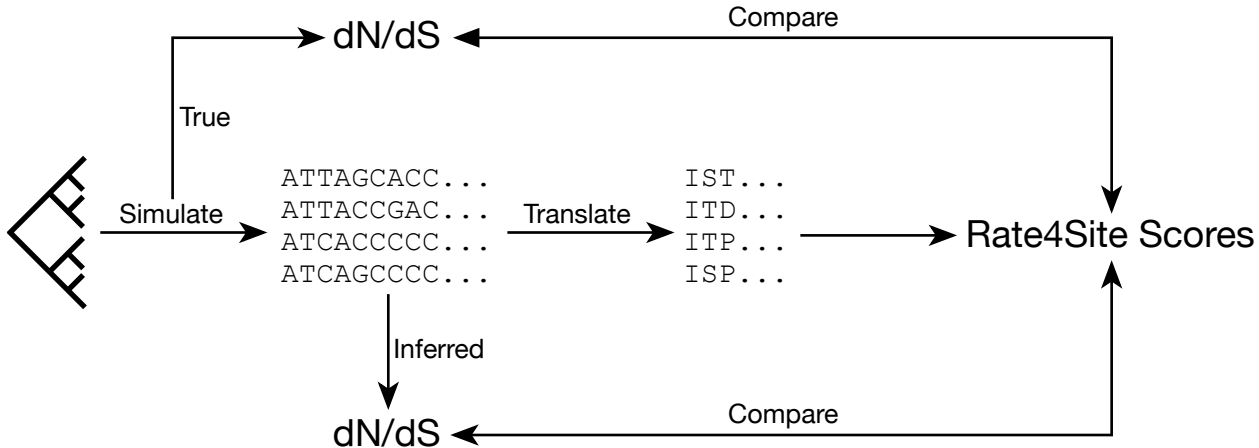 Compare
dN/dS
True
ATTAGCACC...
ATTACCGAC...
ATCACCCCC...
ATCAGCCCC...
IST...
ITD...
ITP...
ISP...
Simulate
Translate
Rate4Site Scores
Inferred
Compare
dN/dS